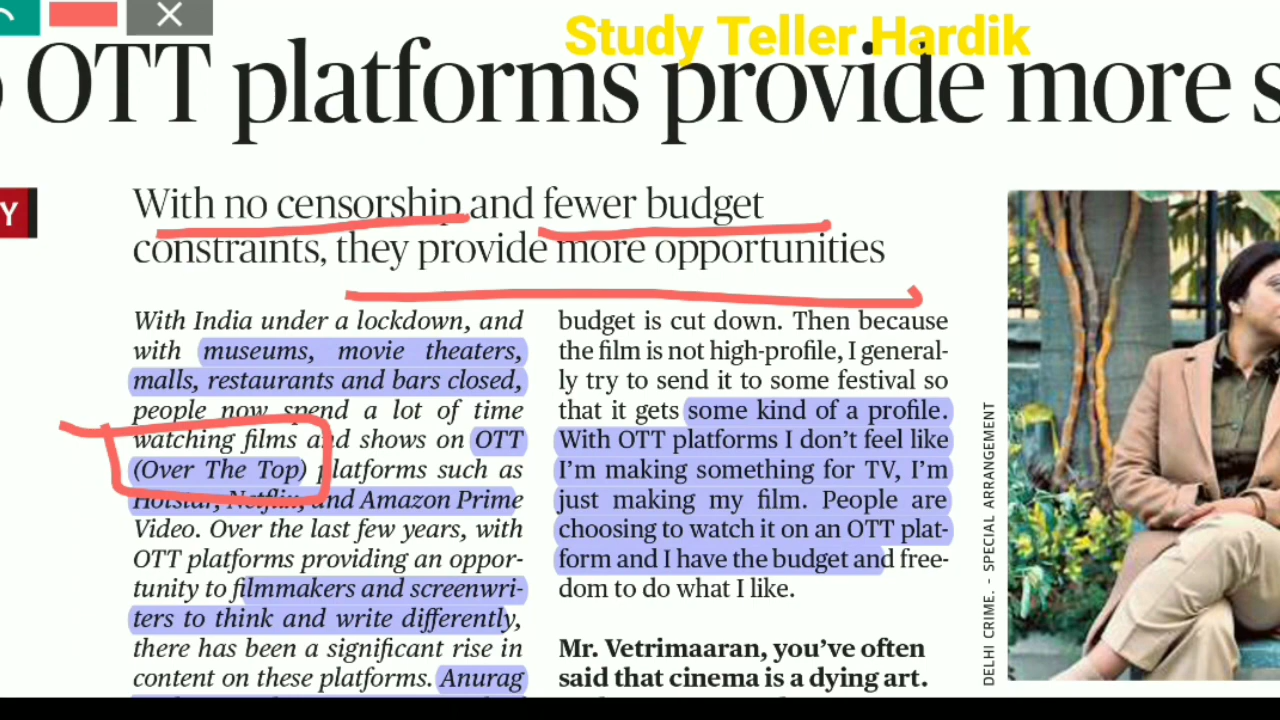 Study Teller Hardik
OTT platforms provide more s
Y
With no censorship and fewer budget
constraints, they provide more opportunities
With India under a lockdown, and
with museums, movie theaters,
malls, restaurants and bars closed,
people now spend a lot of time
watching films and shows on OTT
(Over The Top) platforms such as
Hotstar, Netflix, and Amazon Prime
Video. Over the last few years, with
OTT platforms providing an oppor-
tunity to filmmakers and screenwri-
ters to think and write differently,
there has been a significant rise in
content on these platforms. Anurag
budget is cut down. Then because
the film is not high-profile, I general-
ly try to send it to some festival so
that it gets some kind of a profile.
With OTT platforms I don't feel like
I'm making something for TV, I'm
just making my film. People are
choosing to watch it on an OTT plat-
form and I have the budget and free-
dom to do what I like.
Mr. Vetrimaaran, you've often
said that cinema is a dying art.
DELHI CRIME. - SPECIAL ARRANGEMENT